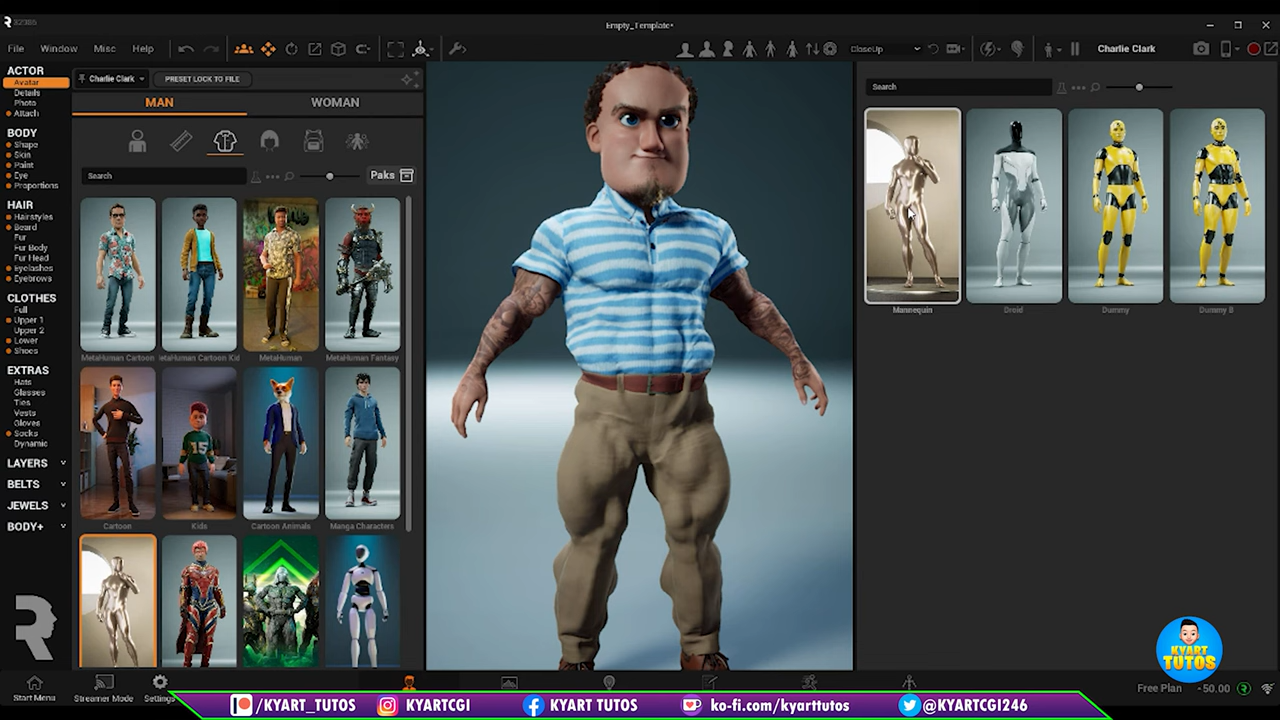 32985
Empty_Template*
File Window Misc Help
CloseUp
Charlie Clark
ACTOR
Avatar
Details
Photo
Attach
BODY
Shape
Skin
Paint
Eye
Proportions
HAIR
Hairstyles
Beard
Fur
Fur Body
Fur Head
Eyelashes
Eyebrows
CLOTHES
Full
Upper 1
Upper 2
Lower
Shoes
EXTRAS
Hats
Glasses
Ties
Vests
Gloves
Socks
Dynamic
LAYERS
BELTS
JEWELS
BODY+
Charlie Clark PRESET LOCK TO FILE
MAN WOMAN
Search Paks
MetaHuman Cartoon MetaHuman Cartoon Kid MetaHuman MetaHuman Fantasy
15
Cartoon Kids Cartoon Animals Manga Characters
Search
Mannequin Droid Dummy Dummy B
KYART
TUTOS
Start Menu Streamer Mode Settings
Free Plan -50.00
/KYART_TUTOS KYARTCGI KYART TUTOS ko-fi.com/kyarttutos @KYARTCGI246